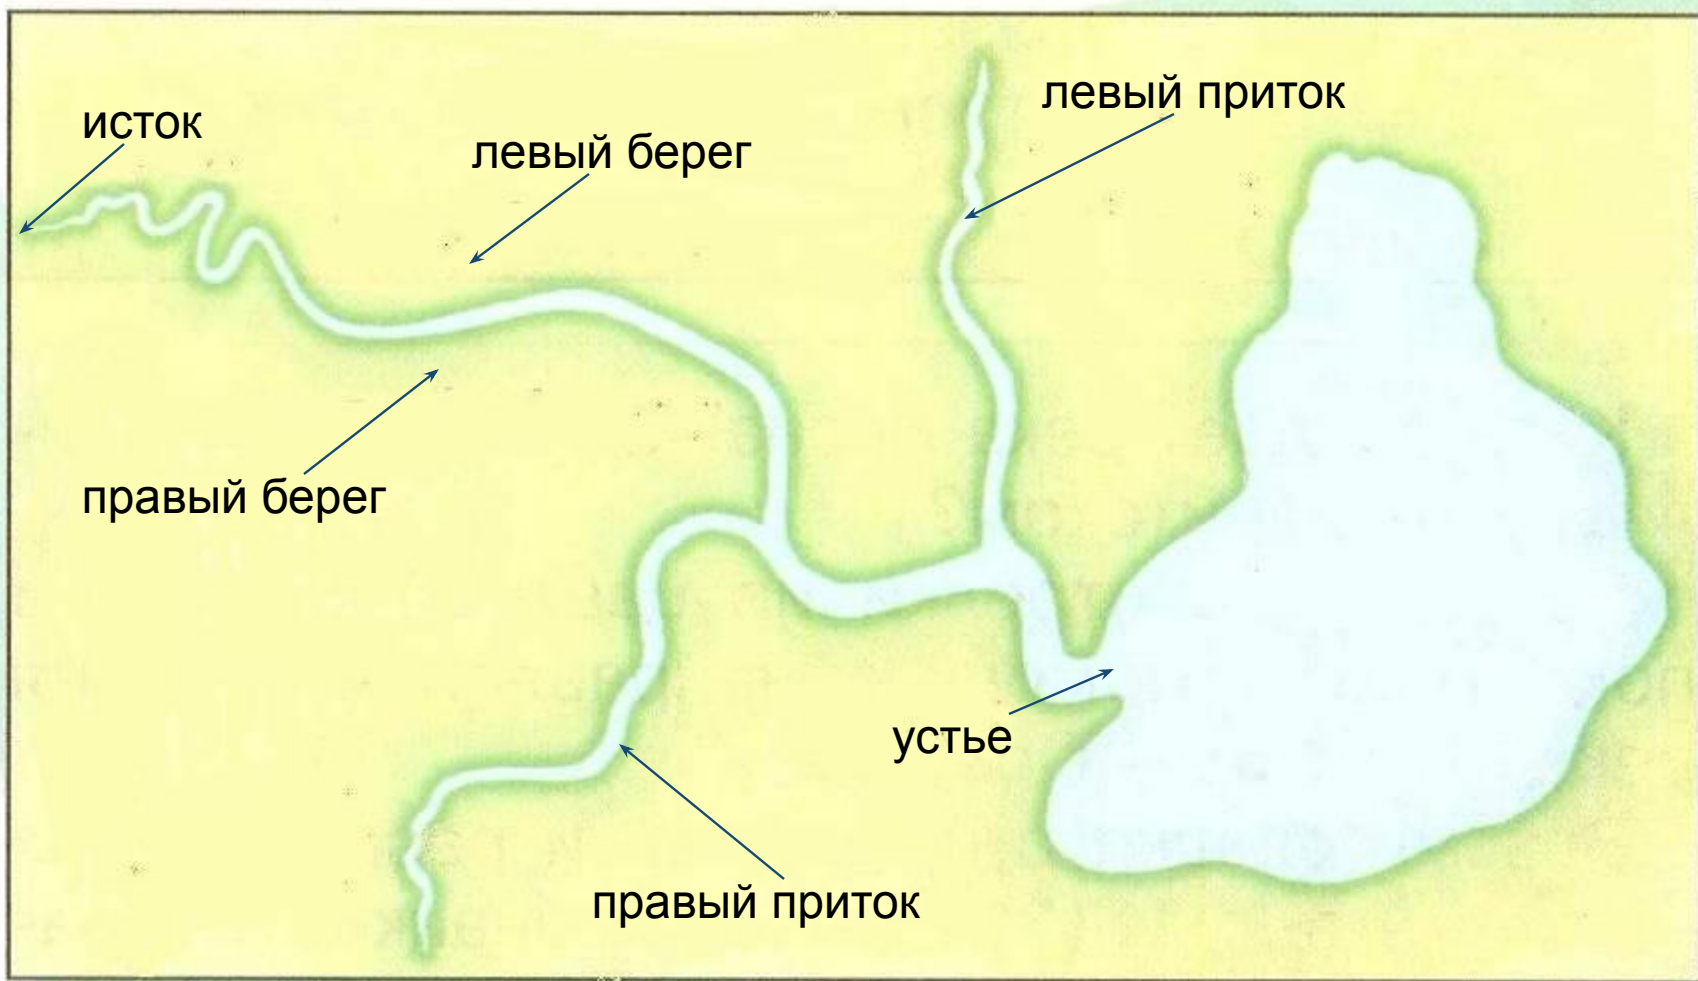 исток
левый берег
левый приток
правый берег
устье
правый приток